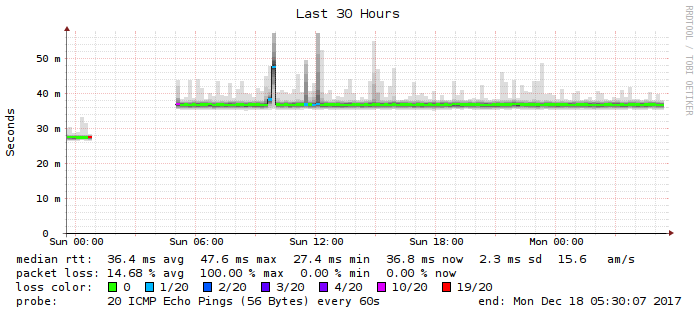 Last 30 Hours
RRDTOOL / TOBI OETIKER
Seconds
50 m
40 m
30 m
20 m
10 m
0
Sun 00:00 Sun 06:00 Sun 12:00 Sun 18:00 Mon 00:00
median rtt: 36.4 ms avg 47.6 ms max 27.4 ms min 36.8 ms now 2.3 ms sd 15.6 am/s
packet loss: 14.68 % avg 100.00 % max 0.00 % min 0.00 % now
loss color: 0 1/20 2/20 3/20 4/20 10/20 19/20
probe: 20 ICMP Echo Pings (56 Bytes) every 60s end: Mon Dec 18 05:30:07 2017